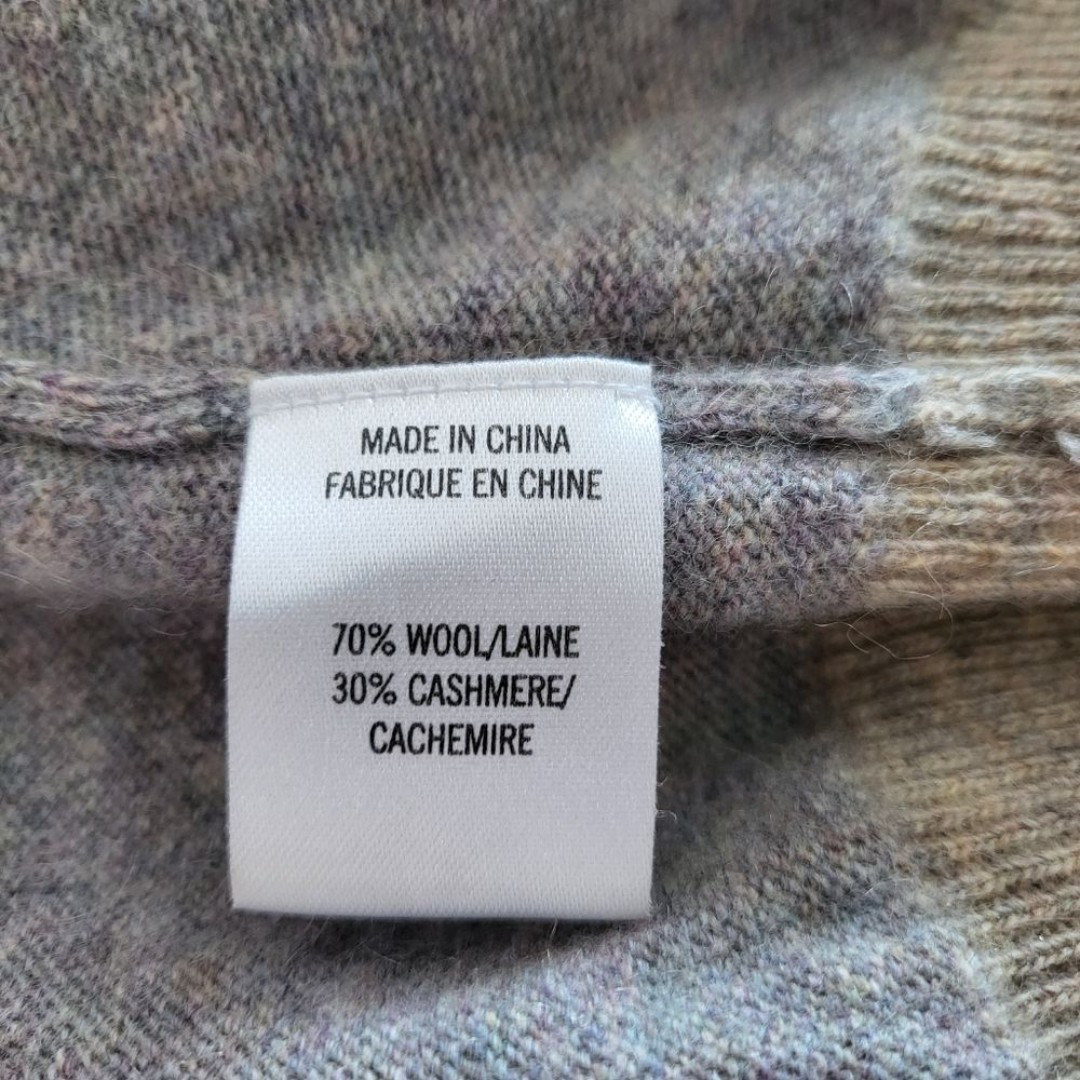 MADE IN CHINA
FABRIQUE EN CHINE
70% WOOL/LAINE
30% CASHMERE/
CACHEMIRE